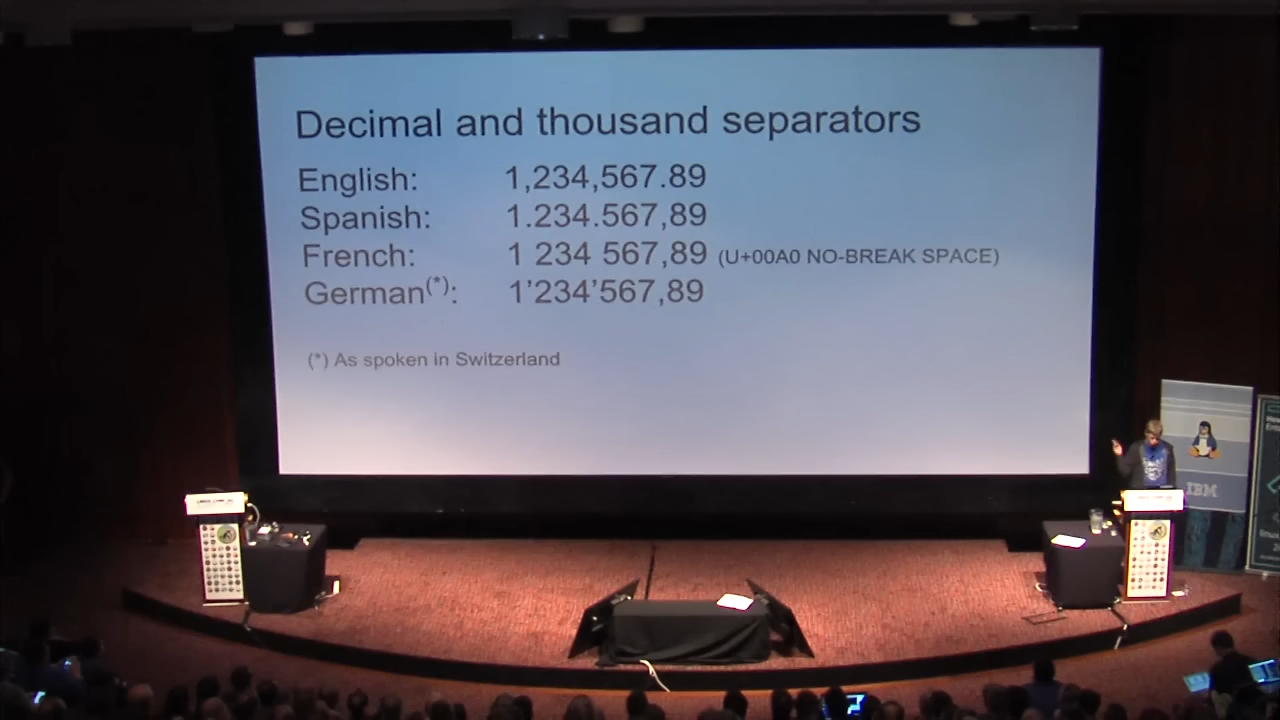 Decimal and thousand separators
English: 1,234,567.89
Spanish: 1.234.567,89
French: 1 234 567,89 (U+00A0 NO-BREAK SPACE)
German(*): 1’234’567,89
(*) As spoken in Switzerland
IBM